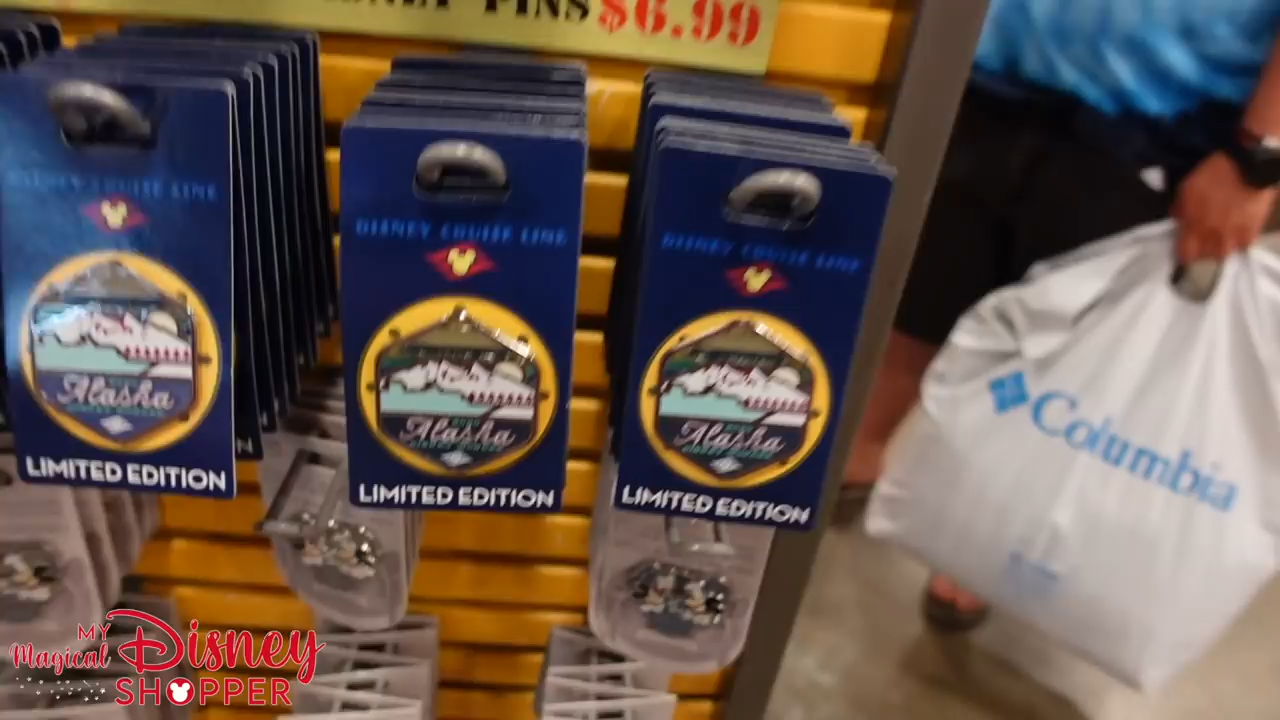 PINS $6.99
DISNEY CRUISE LINE
Alaska
LIMITED EDITION
DISNEY CRUISE LINE
Alaska
LIMITED EDITION
DISNEY CRUISE LINE
Alaska
LIMITED EDITION
Columbia
MY
Magical Disney
SHOPPER